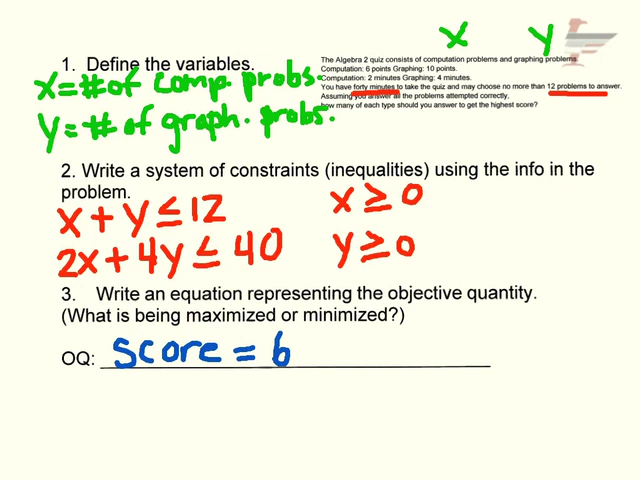 X Y
1. Define the variables.
X=#of comp. probs.
Y=# of graph. probs.
The Algebra 2 quiz consists of computation problems and graphing problems.
Computation: 6 points Graphing: 10 points.
Computation: 2 minutes Graphing: 4 minutes.
You have forty minutes to take the quiz and may choose no more than 12 problems to answer.
Assuming you answer all the problems attempted correctly,
how many of each type should you answer to get the highest score?
2. Write a system of constraints (inequalities) using the info in the
problem.
X + Y ≤ 12 X ≥ 0
2X + 4Y ≤ 40 Y ≥ 0
3. Write an equation representing the objective quantity.
(What is being maximized or minimized?)
OQ: Score = 6